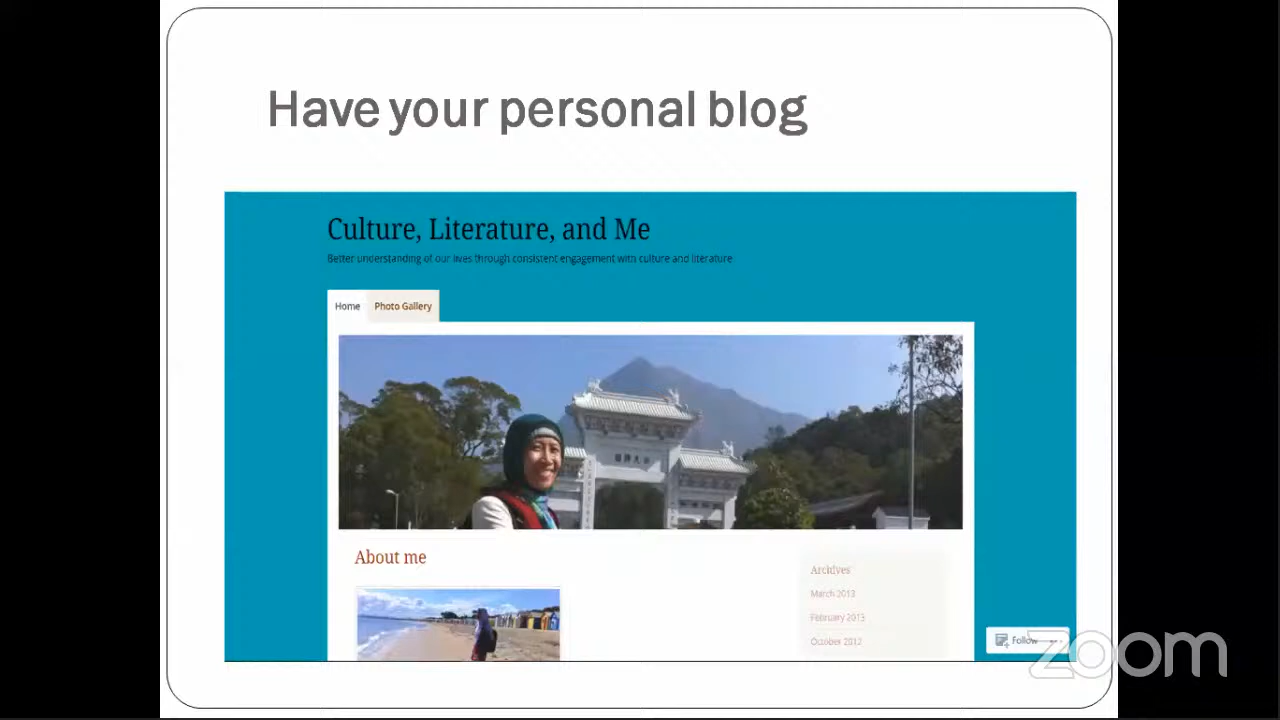 Have your personal blog
Culture, Literature, and Me
Better understanding of our lives through consistent engagement with culture and literature
Home
Photo Gallery
About me
Archives
March 2013
February 2013
October 2012
Follow
zoom